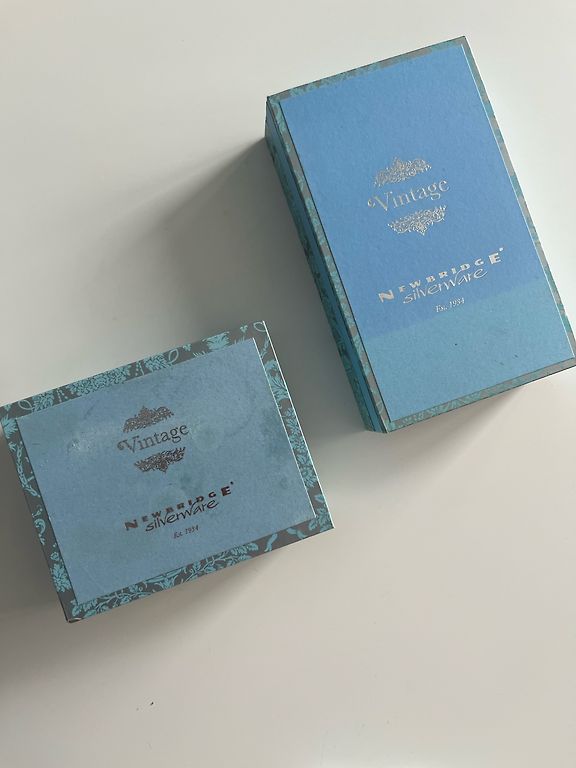 Vintage
NEWBRIDGE
silverware
Est. 1934
Vintage
NEWBRIDGE
silverware
Est. 1934